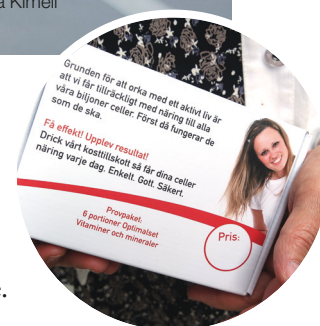 a Kimell
Grunden för att orka med ett aktivt liv är
att vi får tillräckligt med näring till alla
våra biljoner celler. Först då fungerar de
som de ska.
Få effekt! Upplev resultat!
Drick vårt kosttillskott så får dina celler
näring varje dag. Enkelt. Gott. Säkert.
Provpaket:
6 portioner Optimalset
Vitaminer och mineraler
Pris:
e.